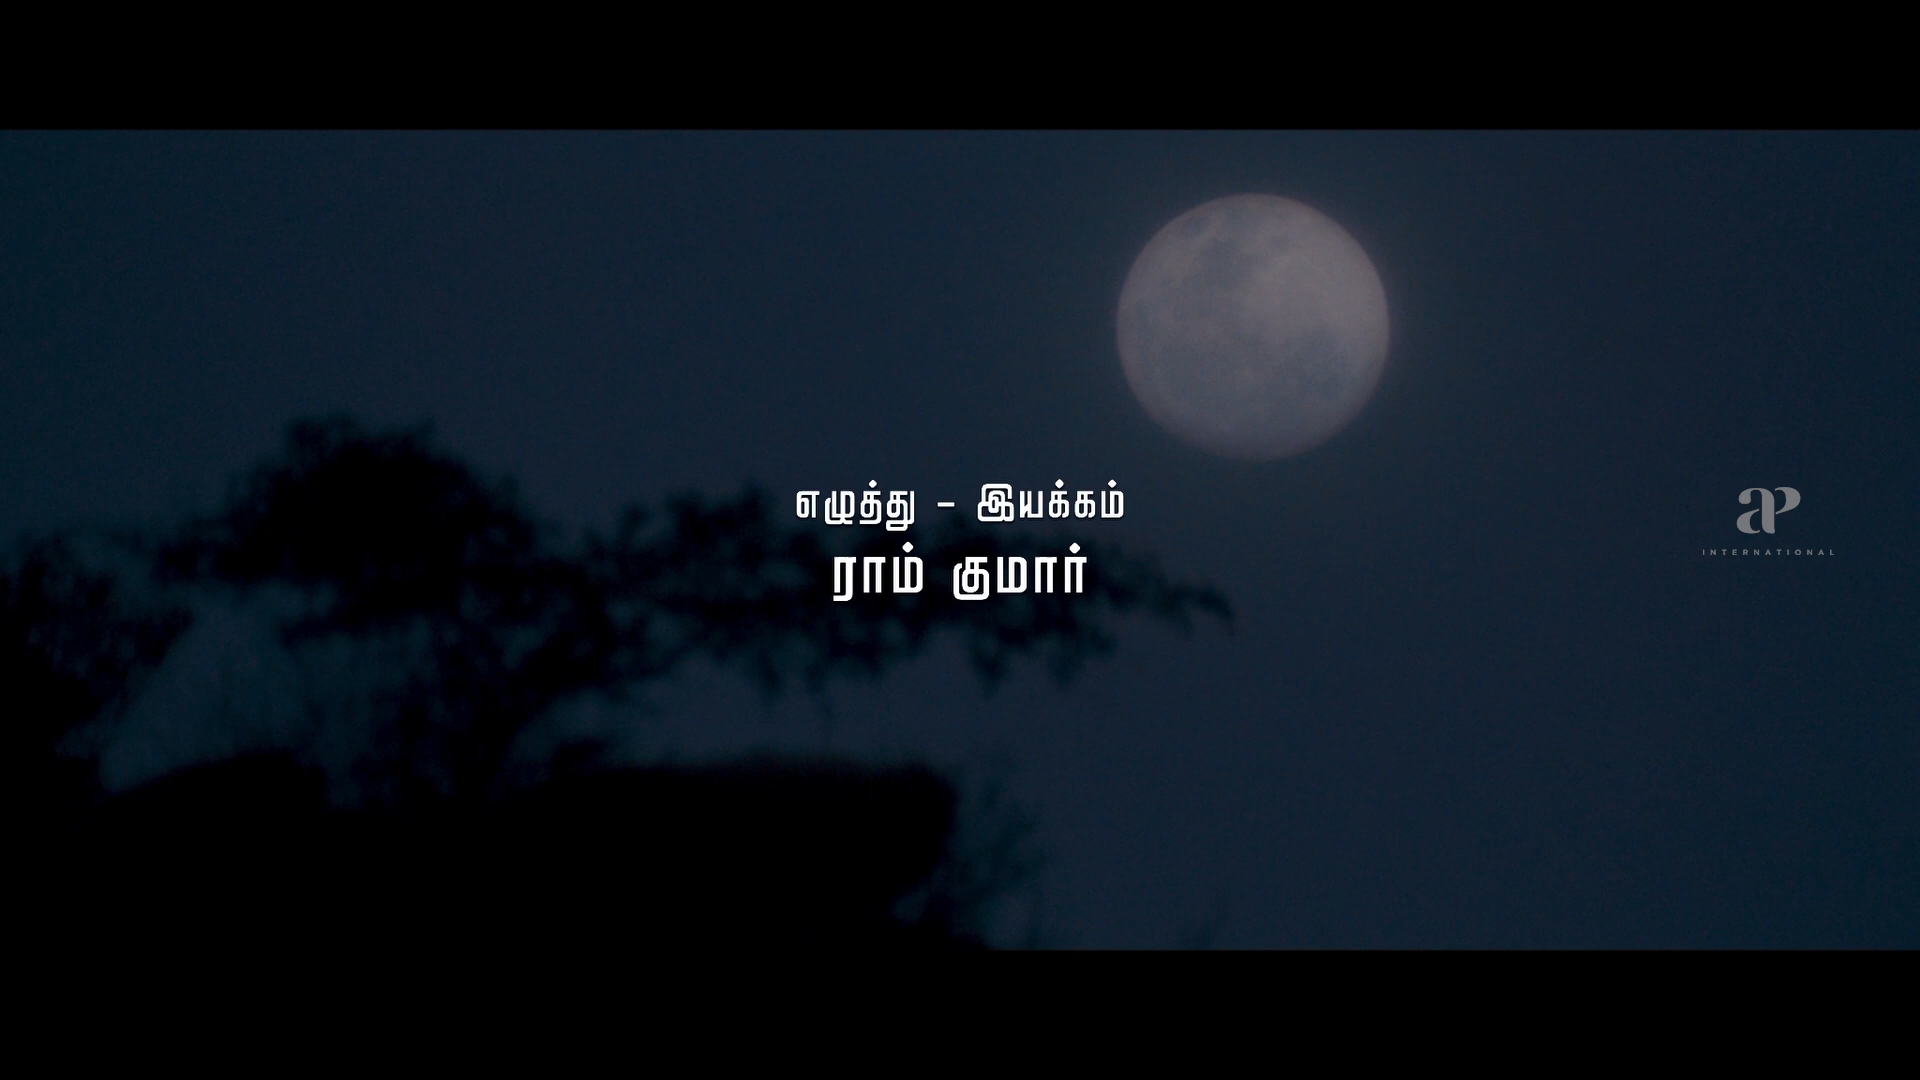 எழுத்து - இயக்கம்
ராம் குமார்
ap
INTERNATIONAL